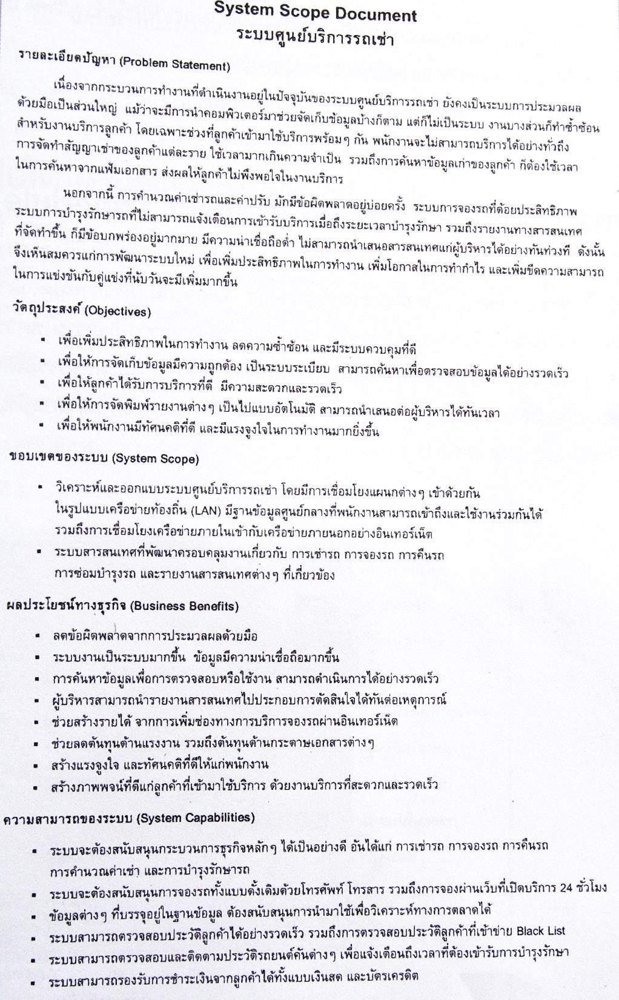 System Scope Document
ระบบศูนย์บริการรถเช่า
รายละเอียดปัญหา (Problem Statement)
เนื่องจากกระบวนการทำงานที่ดำเนินงานอยู่ในปัจจุบันของระบบศูนย์บริการรถเช่า ยังคงเป็นระบบการประมวลผล
ด้วยมือเป็นส่วนใหญ่ แม้ว่าจะมีการนำคอมพิวเตอร์มาช่วยจัดเก็บข้อมูลบ้างก็ตาม แต่ก็ไม่เป็นระบบ งานบางส่วนก็ทำซ้ำซ้อน
สำหรับงานบริการลูกค้า โดยเฉพาะช่วงที่ลูกค้าเข้ามาใช้บริการพร้อมๆ กัน พนักงานจะไม่สามารถบริการได้อย่างทั่วถึง
การจัดทำสัญญาเช่าของลูกค้าแต่ละราย ใช้เวลามากเกินความจำเป็น รวมถึงการค้นหาข้อมูลเก่าของลูกค้า ก็ต้องใช้เวลา
ในการค้นหาจากแฟ้มเอกสาร ส่งผลให้ลูกค้าไม่พึงพอใจในงานบริการ
นอกจากนี้ การคำนวณค่าเช่ารถและค่าปรับ มักมีข้อผิดพลาดอยู่บ่อยครั้ง ระบบการจองรถที่ด้อยประสิทธิภาพ
ระบบการบำรุงรักษารถที่ไม่สามารถแจ้งเตือนการเข้ารับบริการเมื่อถึงระยะเวลาบำรุงรักษา รวมถึงรายงานทางสารสนเทศ
ที่จัดทำขึ้น ก็มีข้อบกพร่องอยู่มากมาย มีความน่าเชื่อถือต่ำ ไม่สามารถนำเสนอสารสนเทศแก่ผู้บริหารได้อย่างทันท่วงที ดังนั้น
จึงเห็นสมควรแก่การพัฒนาระบบใหม่ เพื่อเพิ่มประสิทธิภาพในการทำงาน เพิ่มโอกาสในการทำกำไร และเพิ่มขีดความสามารถ
ในการแข่งขันกับคู่แข่งที่นับวันจะมีเพิ่มมากขึ้น
วัตถุประสงค์ (Objectives)
▪ เพื่อเพิ่มประสิทธิภาพในการทำงาน ลดความซ้ำซ้อน และมีระบบควบคุมที่ดี
▪ เพื่อให้การจัดเก็บข้อมูลมีความถูกต้อง เป็นระบบระเบียบ สามารถค้นหาเพื่อตรวจสอบข้อมูลได้อย่างรวดเร็ว
▪ เพื่อให้ลูกค้าได้รับการบริการที่ดี มีความสะดวกและรวดเร็ว
▪ เพื่อให้การจัดพิมพ์รายงานต่างๆ เป็นไปแบบอัตโนมัติ สามารถนำเสนอต่อผู้บริหารได้ทันเวลา
▪ เพื่อให้พนักงานมีทัศนคติที่ดี และมีแรงจูงใจในการทำงานมากยิ่งขึ้น
ขอบเขตของระบบ (System Scope)
▪ วิเคราะห์และออกแบบระบบศูนย์บริการรถเช่า โดยมีการเชื่อมโยงแผนกต่างๆ เข้าด้วยกัน
ในรูปแบบเครือข่ายท้องถิ่น (LAN) มีฐานข้อมูลศูนย์กลางที่พนักงานสามารถเข้าถึงและใช้งานร่วมกันได้
รวมถึงการเชื่อมโยงเครือข่ายภายในเข้ากับเครือข่ายภายนอกอย่างอินเทอร์เน็ต
▪ ระบบสารสนเทศที่พัฒนาครอบคลุมงานเกี่ยวกับ การเช่ารถ การจองรถ การคืนรถ
การซ่อมบำรุงรถ และรายงานสารสนเทศต่างๆ ที่เกี่ยวข้อง
ผลประโยชน์ทางธุรกิจ (Business Benefits)
▪ ลดข้อผิดพลาดจากการประมวลผลด้วยมือ
▪ ระบบงานเป็นระบบมากขึ้น ข้อมูลมีความน่าเชื่อถือมากขึ้น
▪ การค้นหาข้อมูลเพื่อการตรวจสอบหรือใช้งาน สามารถดำเนินการได้อย่างรวดเร็ว
▪ ผู้บริหารสามารถนำรายงานสารสนเทศไปประกอบการตัดสินใจได้ทันต่อเหตุการณ์
▪ ช่วยสร้างรายได้ จากการเพิ่มช่องทางการบริการจองรถผ่านอินเทอร์เน็ต
▪ ช่วยลดต้นทุนด้านแรงงาน รวมถึงต้นทุนด้านกระดาษเอกสารต่างๆ
▪ สร้างแรงจูงใจ และทัศนคติที่ดีให้แก่พนักงาน
▪ สร้างภาพพจน์ที่ดีแก่ลูกค้าที่เข้ามาใช้บริการ ด้วยงานบริการที่สะดวกและรวดเร็ว
ความสามารถของระบบ (System Capabilities)
▪ ระบบจะต้องสนับสนุนกระบวนการธุรกิจหลักๆ ได้เป็นอย่างดี อันได้แก่ การเช่ารถ การจองรถ การคืนรถ
การคำนวณค่าเช่า และการบำรุงรักษารถ
▪ ระบบจะต้องสนับสนุนการจองรถทั้งแบบดั้งเดิมด้วยโทรศัพท์ โทรสาร รวมถึงการจองผ่านเว็บที่เปิดบริการ 24 ชั่วโมง
▪ ข้อมูลต่างๆ ที่บรรจุอยู่ในฐานข้อมูล ต้องสนับสนุนการนำมาใช้เพื่อวิเคราะห์ทางการตลาดได้
▪ ระบบสามารถตรวจสอบประวัติลูกค้าได้อย่างรวดเร็ว รวมถึงการตรวจสอบประวัติลูกค้าที่เข้าข่าย Black List
▪ ระบบสามารถตรวจสอบและติดตามประวัติรถยนต์คันต่างๆ เพื่อแจ้งเตือนถึงเวลาที่ต้องเข้ารับการบำรุงรักษา
▪ ระบบสามารถรองรับการชำระเงินจากลูกค้าได้ทั้งแบบเงินสด และบัตรเครดิต